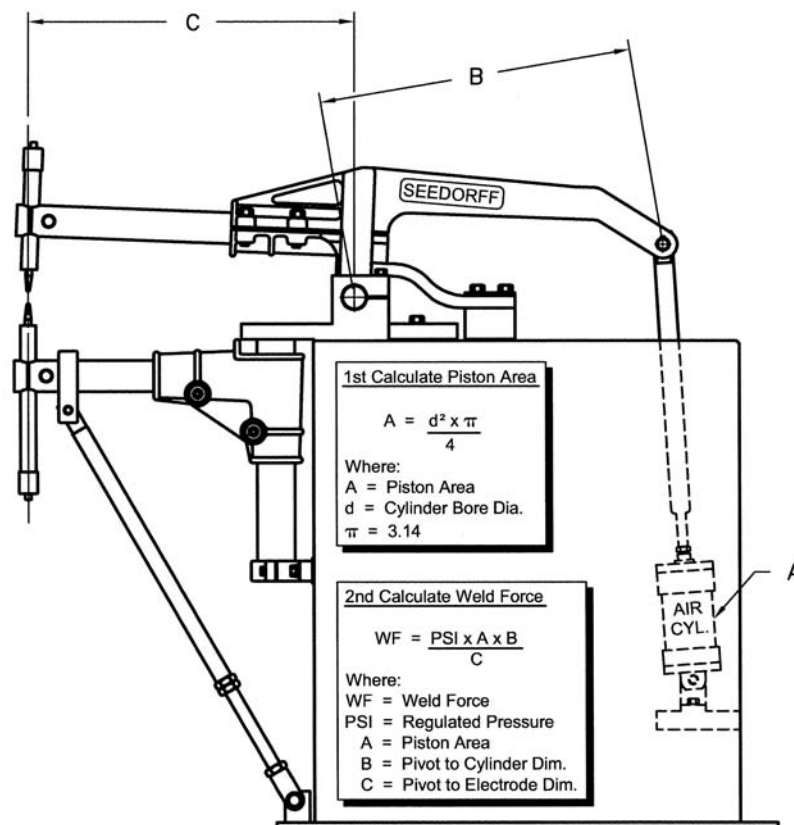 C
B
SEEDORFF
1st Calculate Piston Area
A = d² x π
4
Where:
A = Piston Area
d = Cylinder Bore Dia.
π = 3.14
2nd Calculate Weld Force
WF = PSI x A x B
C
Where:
WF = Weld Force
PSI = Regulated Pressure
A = Piston Area
B = Pivot to Cylinder Dim.
C = Pivot to Electrode Dim.
A
AIR
CYL.